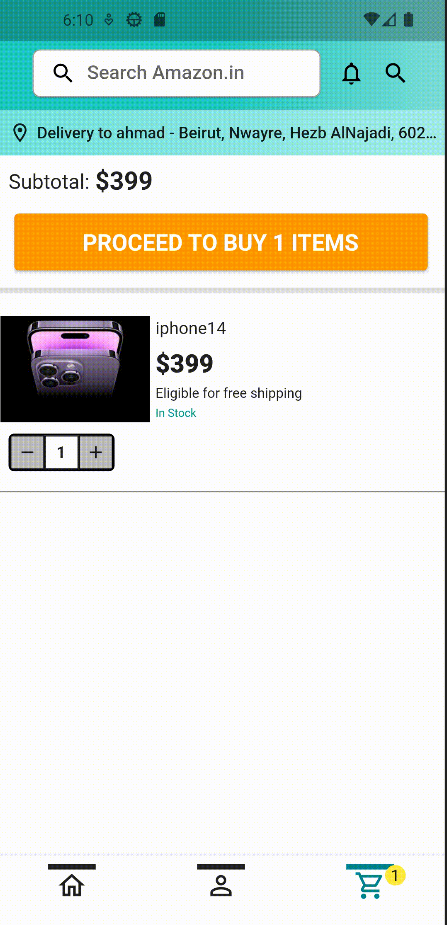 6:10
Search Amazon.in
Delivery to ahmad - Beirut, Nwayre, Hezb AlNajadi, 602...
Subtotal: $399
PROCEED TO BUY 1 ITEMS
iphone14
$399
Eligible for free shipping
In Stock
− 1 +
1